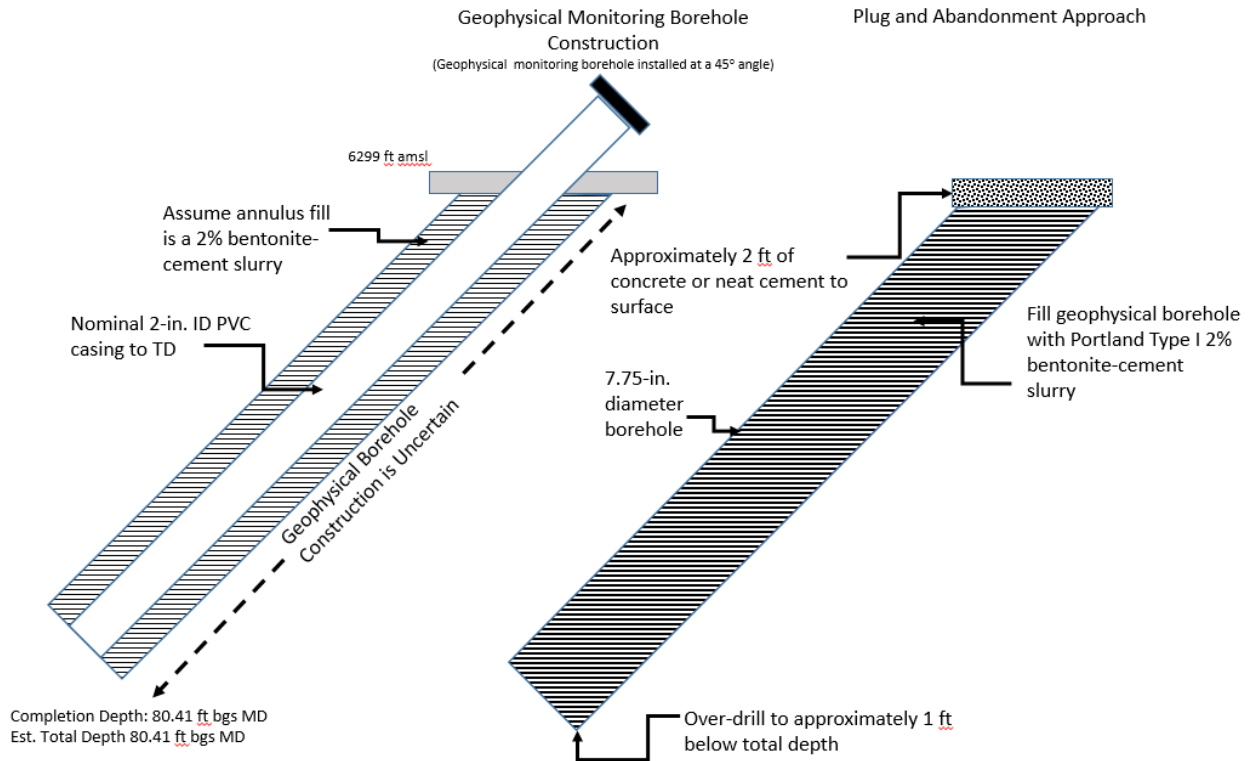 Geophysical Monitoring Borehole
Construction
(Geophysical monitoring borehole installed at a 45° angle)
Plug and Abandonment Approach
6299 ft amsl
Assume annulus fill
is a 2% bentonite-
cement slurry
Nominal 2-in. ID PVC
casing to TD
Geophysical Borehole
Construction is Uncertain
Completion Depth: 80.41 ft bgs MD
Est. Total Depth 80.41 ft bgs MD
Approximately 2 ft of
concrete or neat cement to
surface
7.75-in.
diameter
borehole
Fill geophysical borehole
with Portland Type I 2%
bentonite-cement
slurry
Over-drill to approximately 1 ft
below total depth